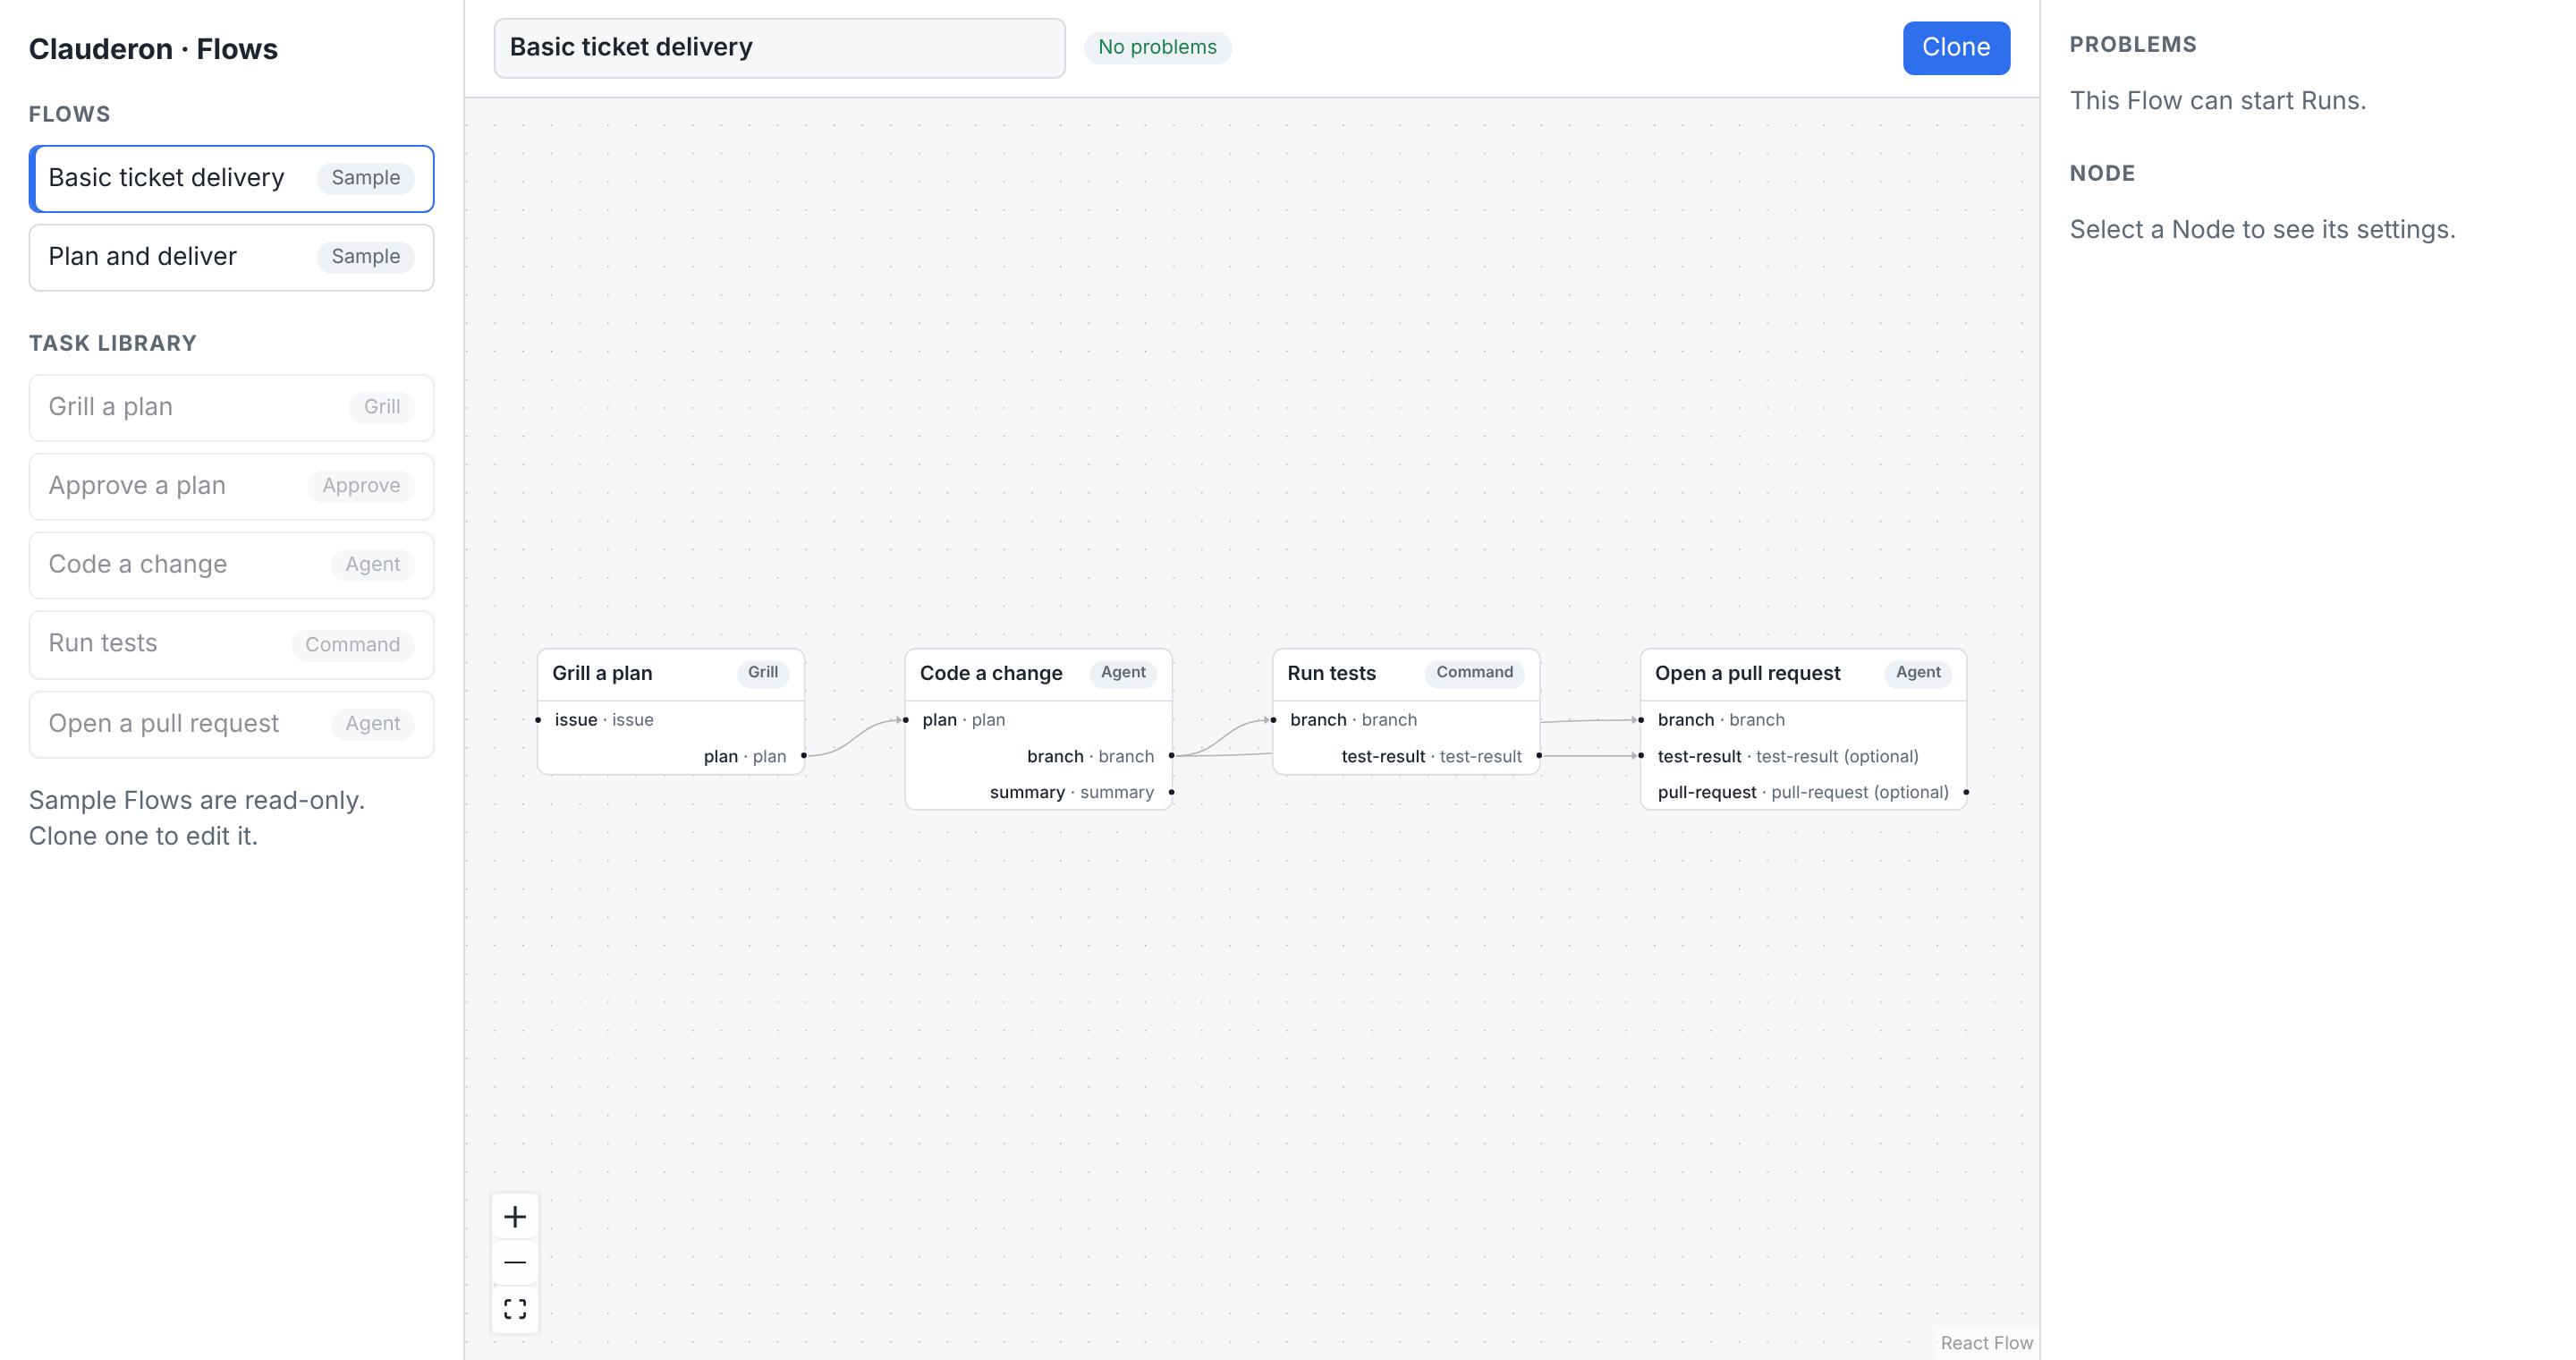 Clauderon · Flows
FLOWS
Basic ticket delivery Sample
Plan and deliver Sample
TASK LIBRARY
Grill a plan Grill
Approve a plan Approve
Code a change Agent
Run tests Command
Open a pull request Agent
Sample Flows are read-only.
Clone one to edit it.
Basic ticket delivery No problems Clone
Grill a plan Grill
issue · issue
plan · plan
Code a change Agent
plan · plan
branch · branch
summary · summary
Run tests Command
branch · branch
test-result · test-result
Open a pull request Agent
branch · branch
test-result · test-result (optional)
pull-request · pull-request (optional)
React Flow
PROBLEMS
This Flow can start Runs.
NODE
Select a Node to see its settings.